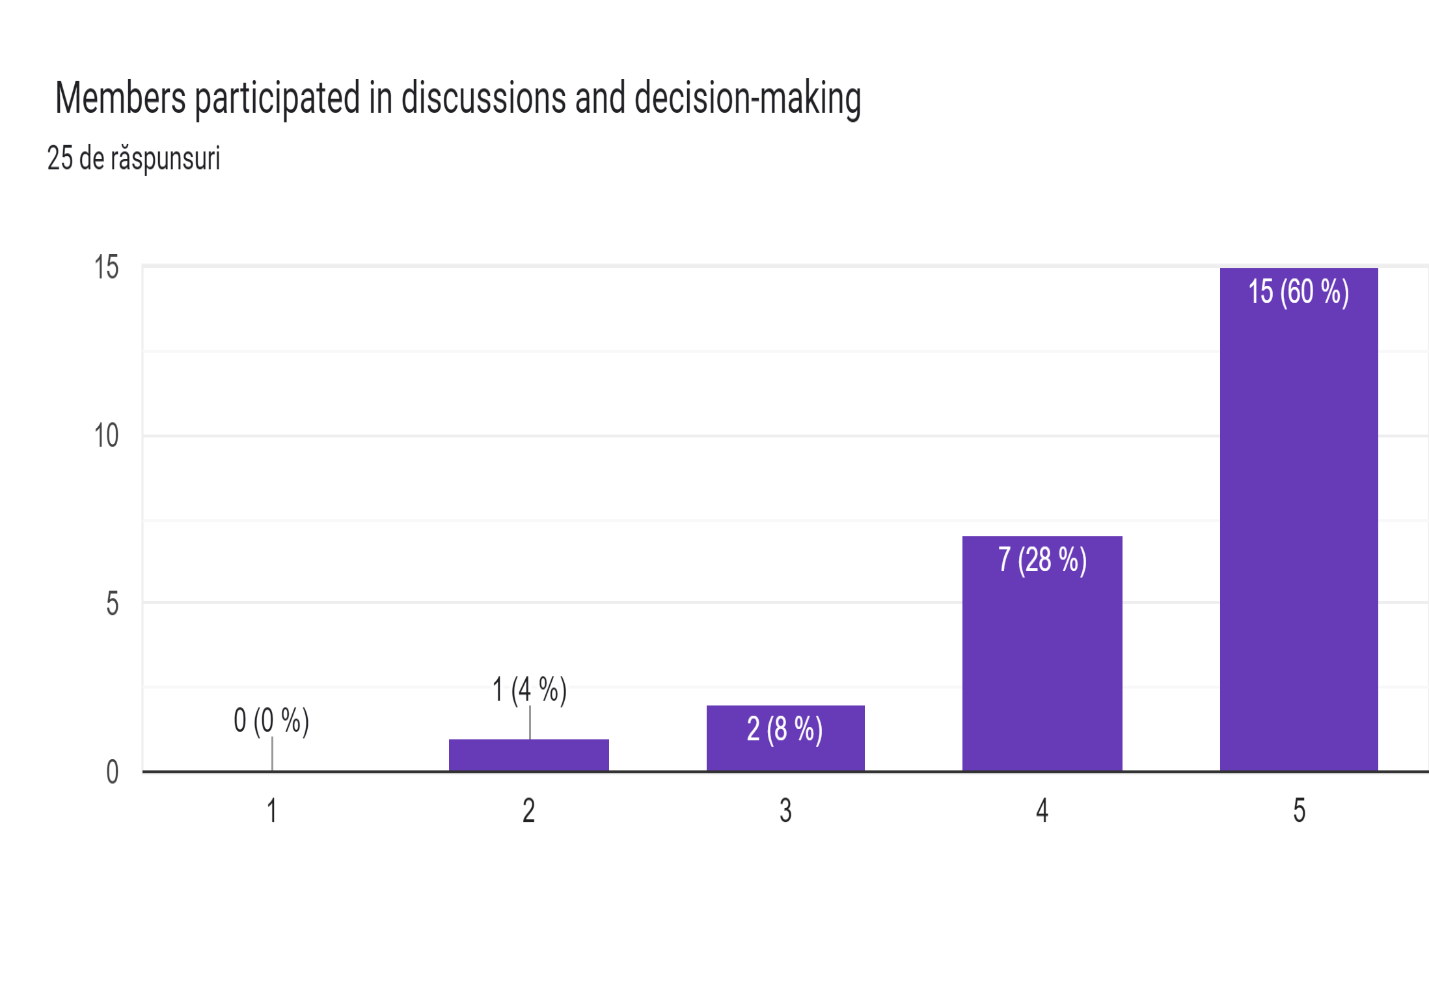 Members participated in discussions and decision-making
25 de răspunsuri
15
10
5
0
0 (0 %)
1 (4 %)
2 (8 %)
7 (28 %)
15 (60 %)
1
2
3
4
5